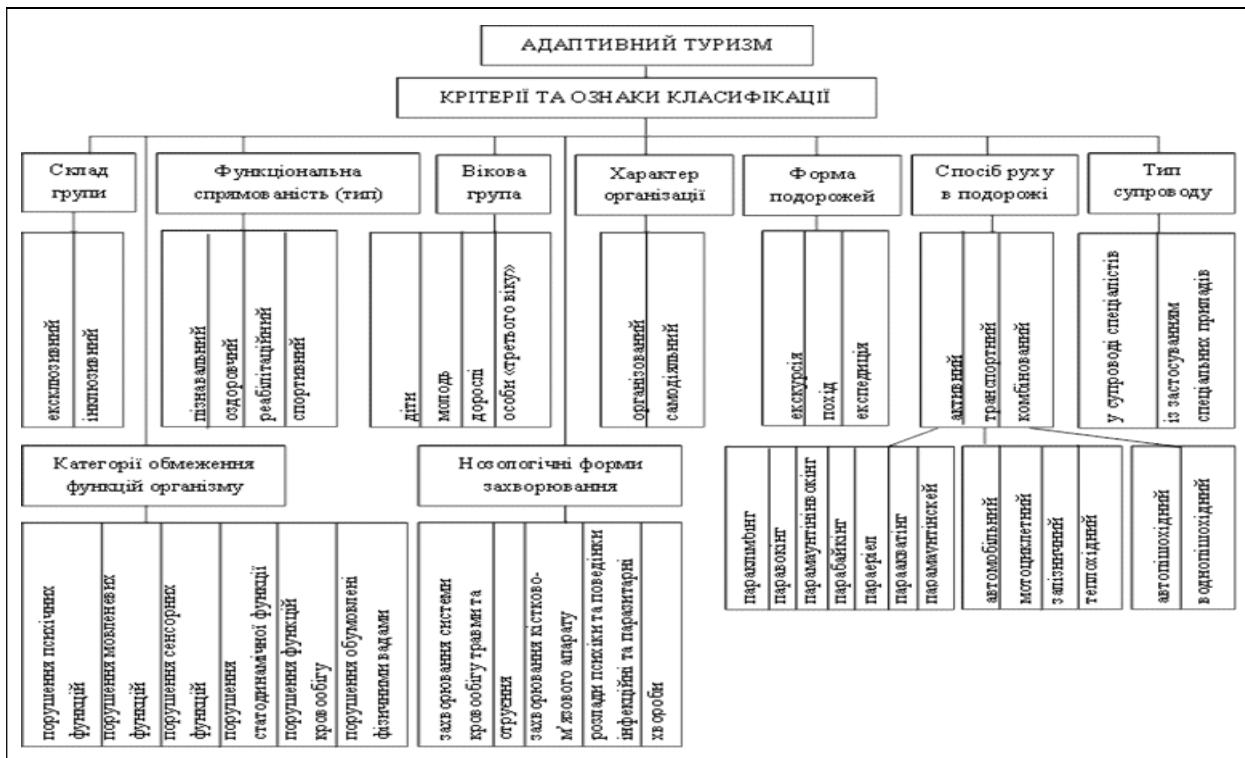 АДАПТИВНИЙ ТУРИЗМ
КРІТЕРІЇ ТА ОЗНАКИ КЛАСИФІКАЦІЇ
Склад
групи
Функціональна
спрямованість (тип)
Вікова
група
Характер
організації
Форма
подорожей
Спосіб руху
в подорожі
Тип
супроводу
ексклюзивний
інклюзивний
пізнавальний
оздоровчий
реабілітаційний
спортивний
діти
молодь
дорослі
особи «третього віку»
організований
самодіяльний
екскурсія
похід
експедиція
активний
транспортний
комбінований
у супроводі спеціалістів
із застосуванням
спеціальних приладів
Категорії обмеження
функцій організму
Нозологічні форми
захворювання
порушення психічних
функцій
порушення мовленевих
функцій
порушення сенсорних
функцій
порушення
статодинамічної функції
порушення функцій
кровообігу
порушення обумовлені
фізичними вадами
захворювання системи
кровообігу травми та
отруєння
захворювання кістково-
м'язового апарату
розлади психіки та поведінки
інфекційні та паразитарні
хвороби
параклімбінг
паравокінг
парамаунтінінвокінг
парабайкінг
парааеріел
параакватінг
парамаунтінскей
автомобільний
мотоциклетний
залізничний
теплохідний
автопішохідний
воднопішохідний